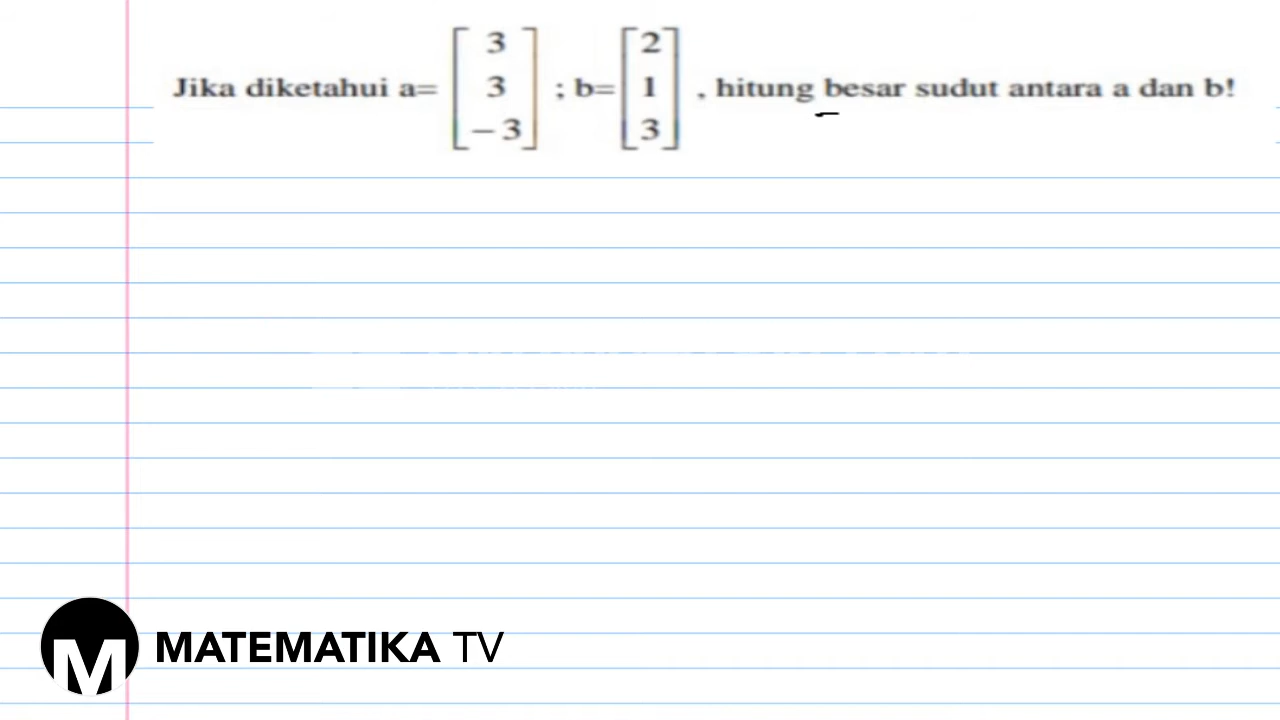 Jika diketahui a= [3 3 −3] ; b= [2 1 3] , hitung besar sudut antara a dan b!
M MATEMATIKA TV